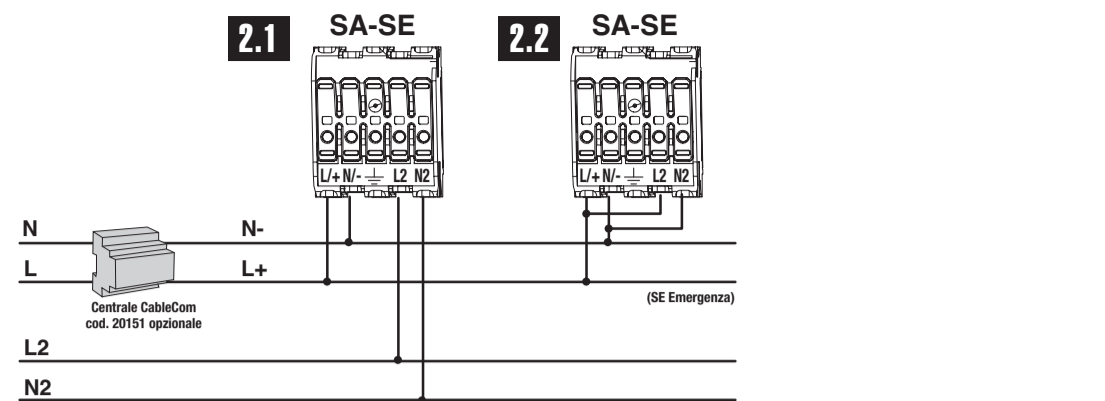 2.1 SA-SE
2.2 SA-SE
L/+ N/- L2 N2
L/+ N/- L2 N2
N N-
L L+
(SE Emergenza)
Centrale CableCom
cod. 20151 opzionale
L2
N2